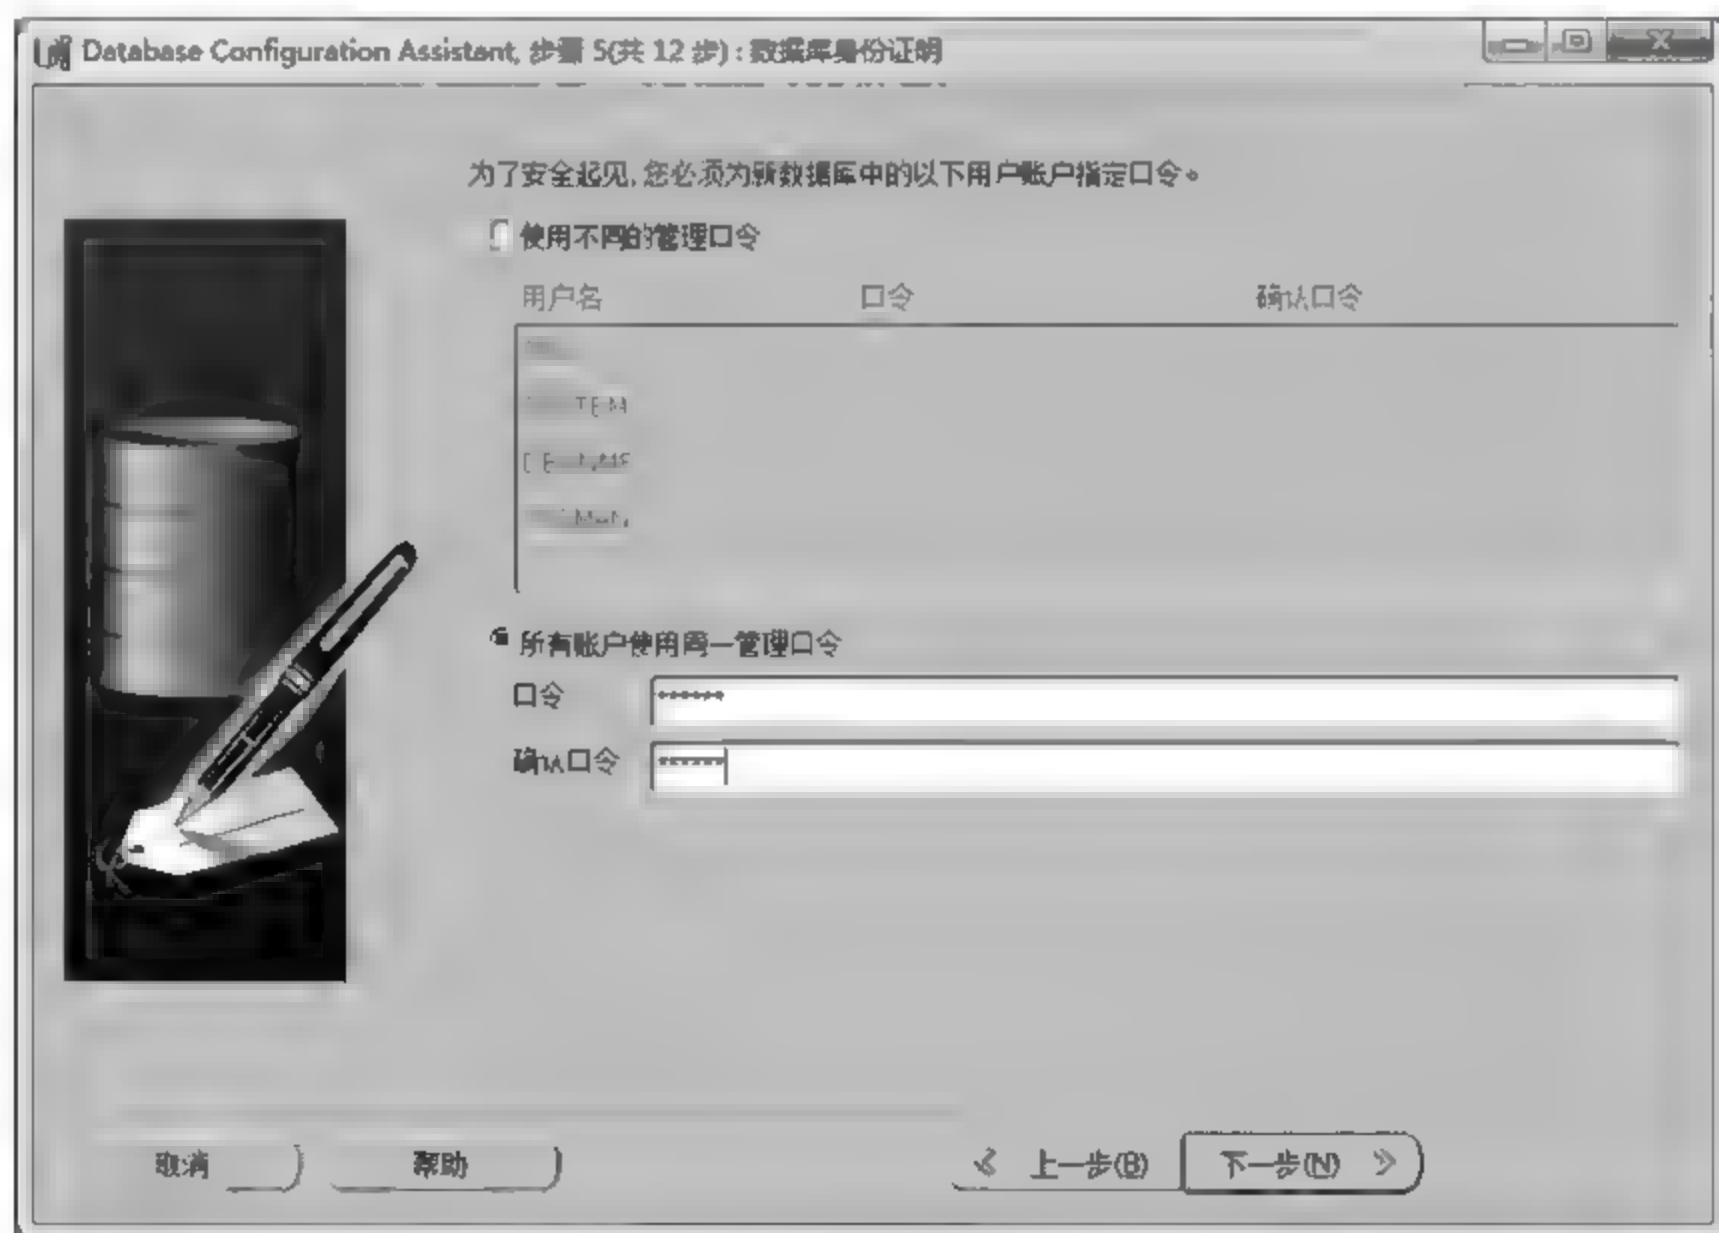 Database Configuration Assistant, 步骤 5(共 12 步) : 数据库身份证明
为了安全起见, 您必须为新数据库中的以下用户账户指定口令。
使用不同的管理口令
用户名 口令 确认口令
所有账户使用同一管理口令
口令 ******
确认口令 ******
取消 帮助 上一步(B) 下一步(N)